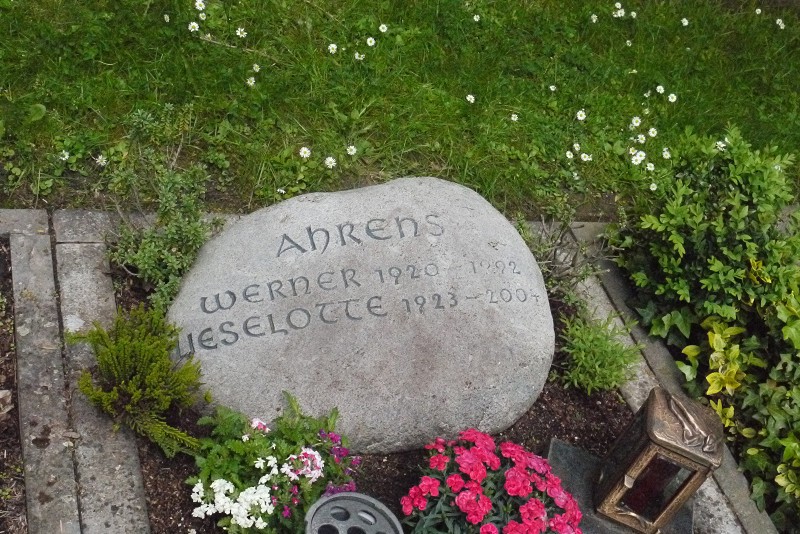 AHRENS
WERNER 1920 - 1992
LIESELOTTE 1923 - 2004